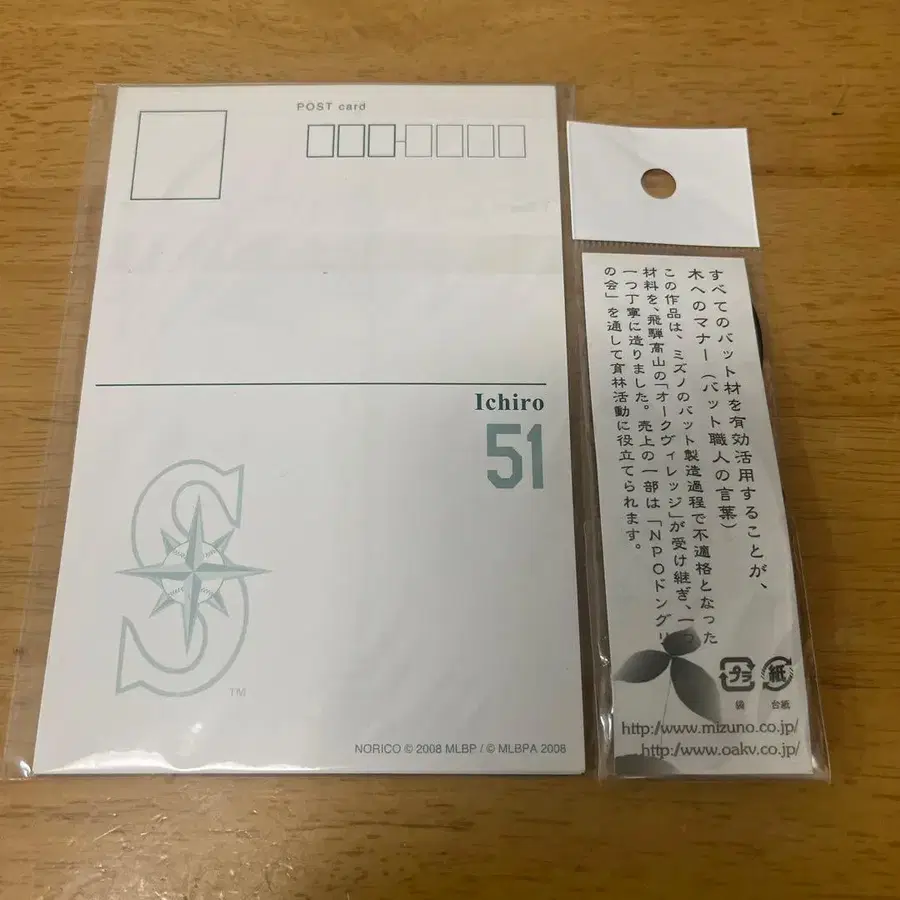 POST card
Ichiro
51
S
TM
NORICO © 2008 MLBP / © MLBPA 2008
すべてのバット材を有効活用することが、
木へのマナー（バット職人の言葉）
この作品は、ミズノのバット製造過程で不適格となった
材料を、飛騨高山の「オークヴィレッジ」が受け継ぎ、一つ
一つ丁寧に造りました。売上の一部は「NPOドングリ
の会」を通して育林活動に役立てられます。
プラ
紙
袋
台紙
http://www.mizuno.co.jp/
http://www.oakv.co.jp/